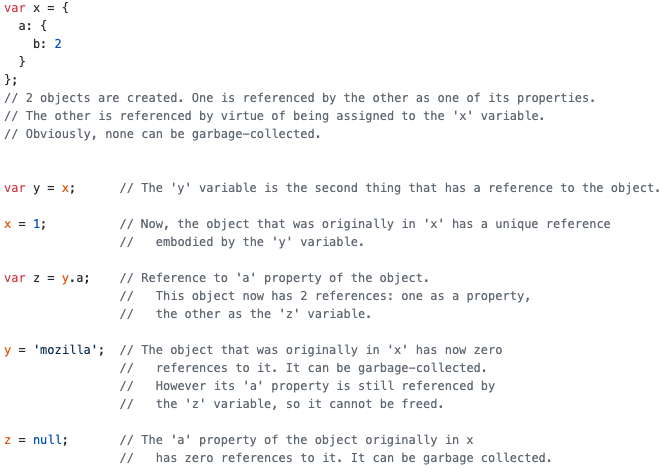 var x = {
  a: {
    b: 2
  }
};
// 2 objects are created. One is referenced by the other as one of its properties.
// The other is referenced by virtue of being assigned to the 'x' variable.
// Obviously, none can be garbage-collected.
var y = x;      // The 'y' variable is the second thing that has a reference to the object.
x = 1;          // Now, the object that was originally in 'x' has a unique reference
                //   embodied by the 'y' variable.
var z = y.a;    // Reference to 'a' property of the object.
                //   This object now has 2 references: one as a property,
                //   the other as the 'z' variable.
y = 'mozilla';  // The object that was originally in 'x' has now zero
                //   references to it. It can be garbage-collected.
                //   However its 'a' property is still referenced by
                //   the 'z' variable, so it cannot be freed.
z = null;       // The 'a' property of the object originally in x
                //   has zero references to it. It can be garbage collected.